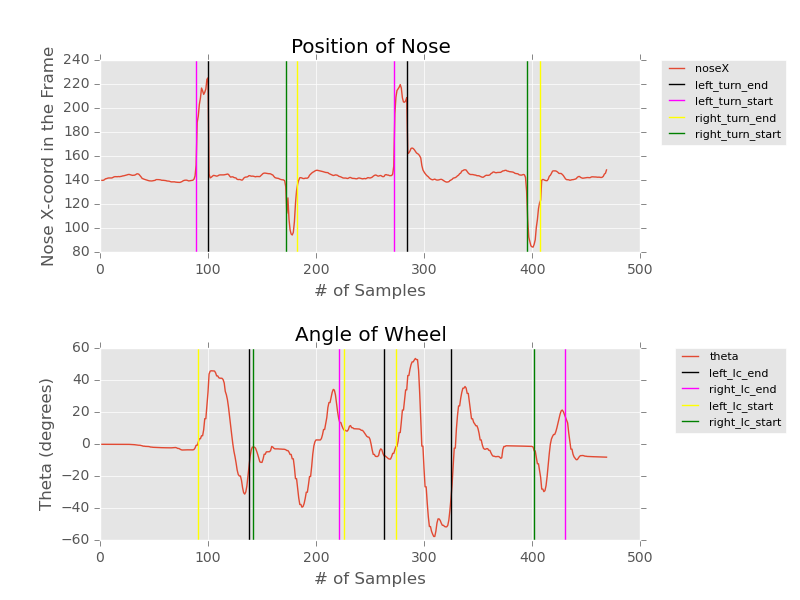 Position of Nose
Nose X-coord in the Frame
240
220
200
180
160
140
120
100
80
0 100 200 300 400 500
# of Samples
noseX
left_turn_end
left_turn_start
right_turn_end
right_turn_start
Angle of Wheel
Theta (degrees)
60
40
20
0
−20
−40
−60
0 100 200 300 400 500
# of Samples
theta
left_lc_end
right_lc_end
left_lc_start
right_lc_start